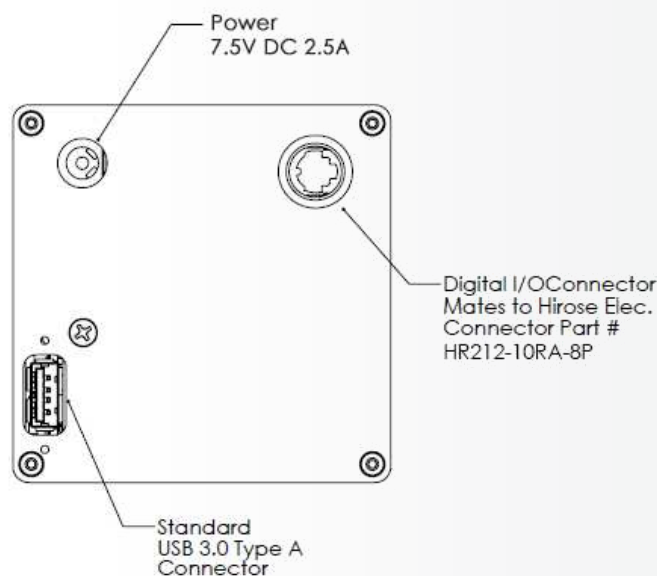 Power
7.5V DC 2.5A
Digital I/OConnector
Mates to Hirose Elec.
Connector Part #
HR212-10RA-8P
Standard
USB 3.0 Type A
Connector